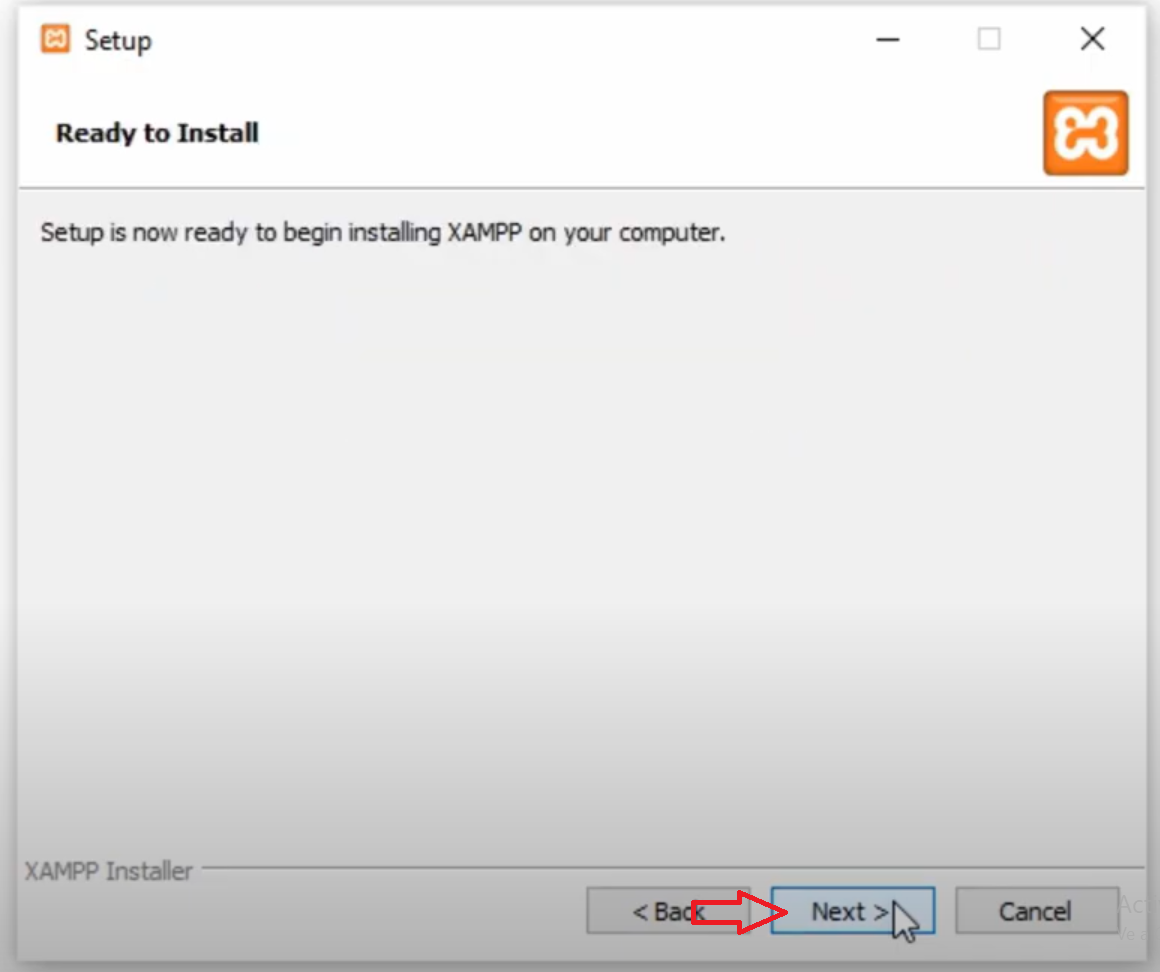 Setup
Ready to Install
Setup is now ready to begin installing XAMPP on your computer.
XAMPP Installer
< Back
Next >
Cancel